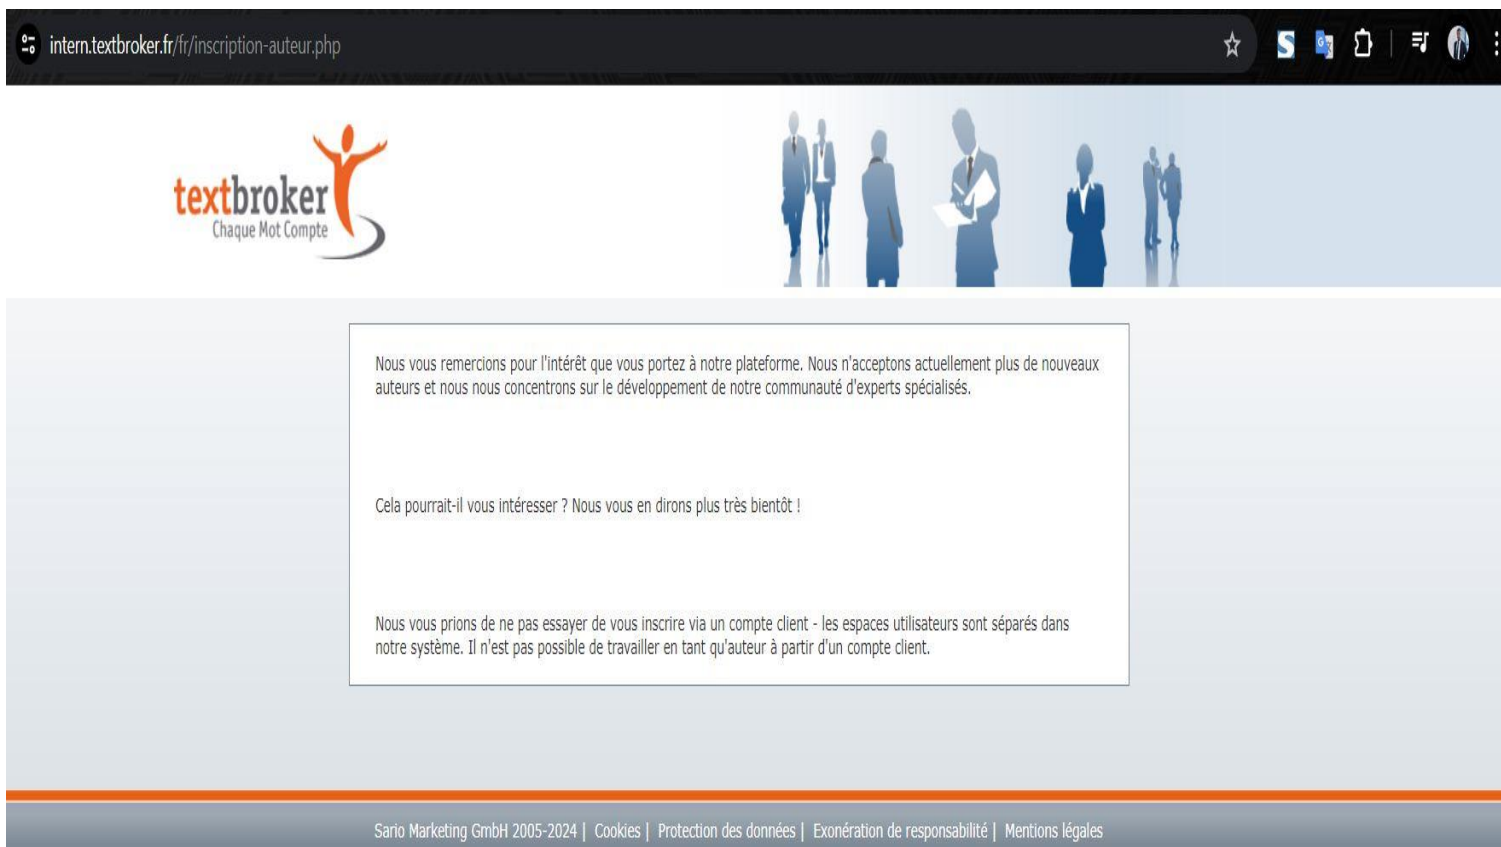 intern.textbroker.fr/fr/inscription-auteur.php
textbroker
Chaque Mot Compte
Nous vous remercions pour l'intérêt que vous portez à notre plateforme. Nous n'acceptons actuellement plus de nouveaux
auteurs et nous nous concentrons sur le développement de notre communauté d'experts spécialisés.
Cela pourrait-il vous intéresser ? Nous vous en dirons plus très bientôt !
Nous vous prions de ne pas essayer de vous inscrire via un compte client - les espaces utilisateurs sont séparés dans
notre système. Il n'est pas possible de travailler en tant qu'auteur à partir d'un compte client.
Sario Marketing GmbH 2005-2024 | Cookies | Protection des données | Exonération de responsabilité | Mentions légales